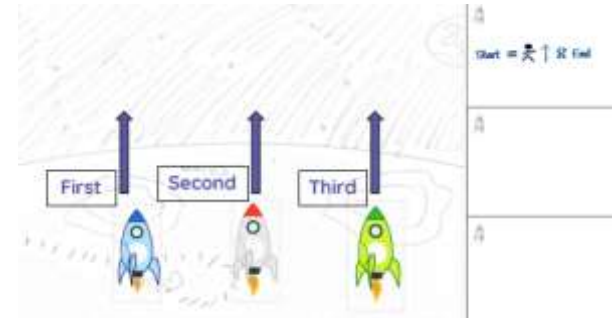 First
Second
Third
Start = ↑ End